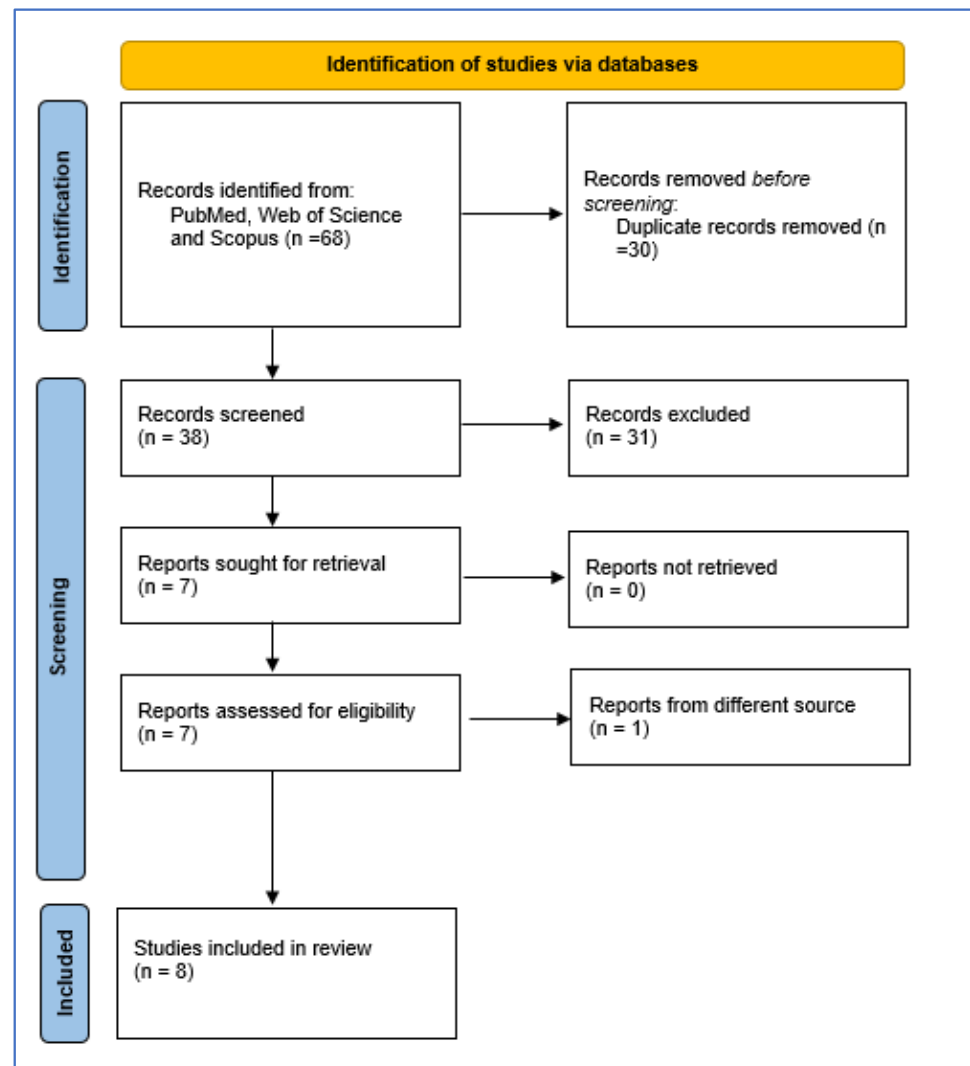 Identification of studies via databases
Identification
Records identified from:
PubMed, Web of Science
and Scopus (n =68)
Records removed before
screening:
Duplicate records removed (n
=30)
Screening
Records screened
(n = 38)
Records excluded
(n = 31)
Reports sought for retrieval
(n = 7)
Reports not retrieved
(n = 0)
Reports assessed for eligibility
(n = 7)
Reports from different source
(n = 1)
Included
Studies included in review
(n = 8)